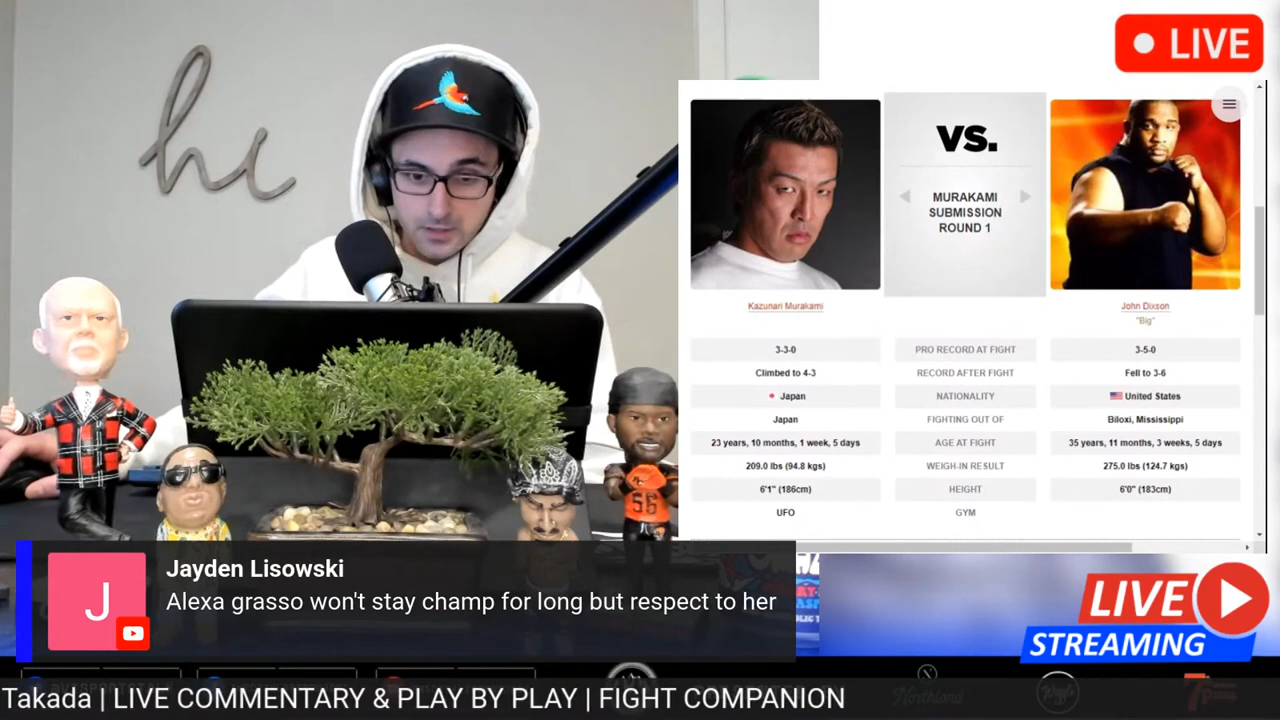 hi
LIVE
VS.
MURAKAMI
SUBMISSION
ROUND 1
Kazunari Murakami
John Dixson
"Big"
3-3-0 PRO RECORD AT FIGHT 3-5-0
Climbed to 4-3 RECORD AFTER FIGHT Fell to 3-6
Japan NATIONALITY United States
Japan FIGHTING OUT OF Biloxi, Mississippi
23 years, 10 months, 1 week, 5 days AGE AT FIGHT 35 years, 11 months, 3 weeks, 5 days
209.0 lbs (94.8 kgs) WEIGH-IN RESULT 275.0 lbs (124.7 kgs)
6'1" (186cm) HEIGHT 6'0" (183cm)
UFO GYM
56
J
Jayden Lisowski
Alexa grasso won't stay champ for long but respect to her
LIVE
STREAMING
Northland
Takada | LIVE COMMENTARY & PLAY BY PLAY | FIGHT COMPANION